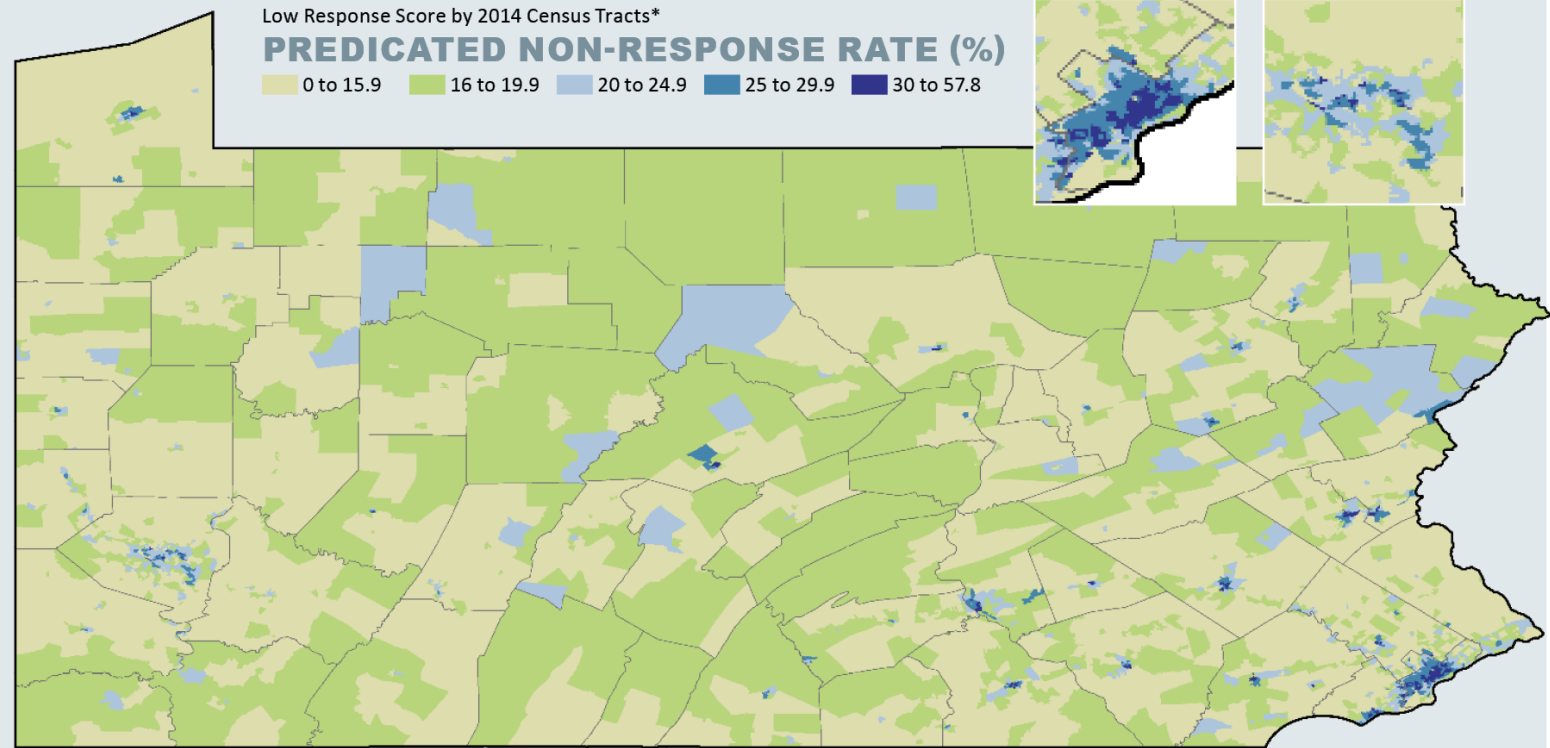 Low Response Score by 2014 Census Tracts*
PREDICATED NON-RESPONSE RATE (%)
0 to 15.9 16 to 19.9 20 to 24.9 25 to 29.9 30 to 57.8